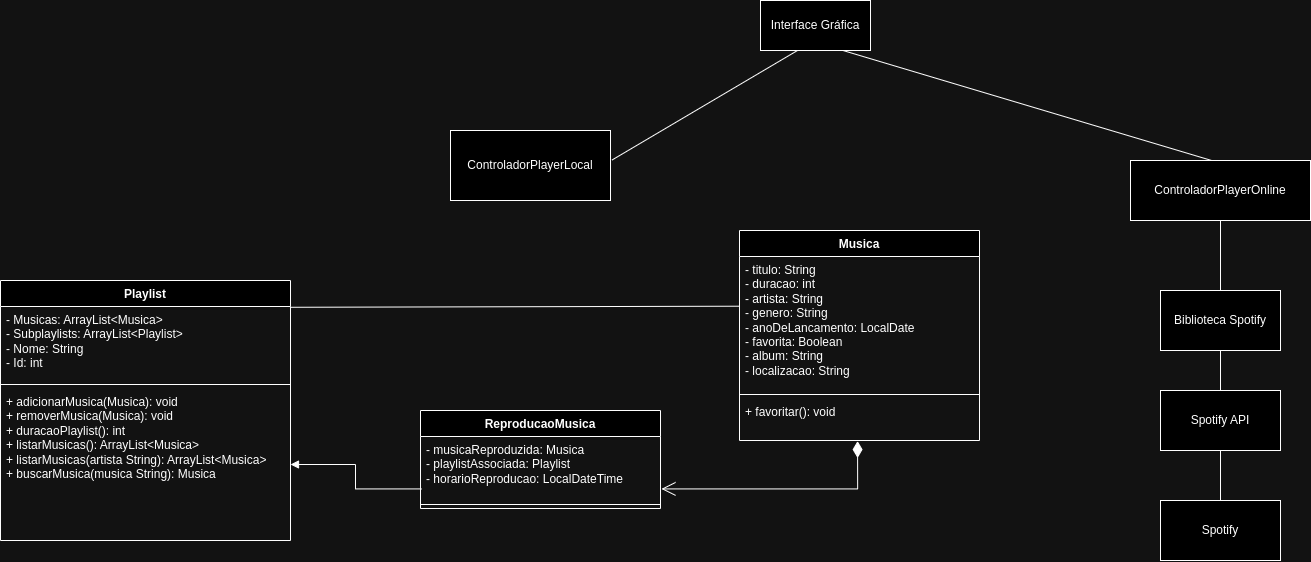 Interface Gráfica
ControladorPlayerLocal
ControladorPlayerOnline
Musica
- titulo: String
- duracao: int
- artista: String
- genero: String
- anoDeLancamento: LocalDate
- favorita: Boolean
- album: String
- localizacao: String
+ favoritar(): void
Playlist
- Musicas: ArrayList<Musica>
- Subplaylists: ArrayList<Playlist>
- Nome: String
- Id: int
+ adicionarMusica(Musica): void
+ removerMusica(Musica): void
+ duracaoPlaylist(): int
+ listarMusicas(): ArrayList<Musica>
+ listarMusicas(artista String): ArrayList<Musica>
+ buscarMusica(musica String): Musica
ReproducaoMusica
- musicaReproduzida: Musica
- playlistAssociada: Playlist
- horarioReproducao: LocalDateTime
Biblioteca Spotify
Spotify API
Spotify